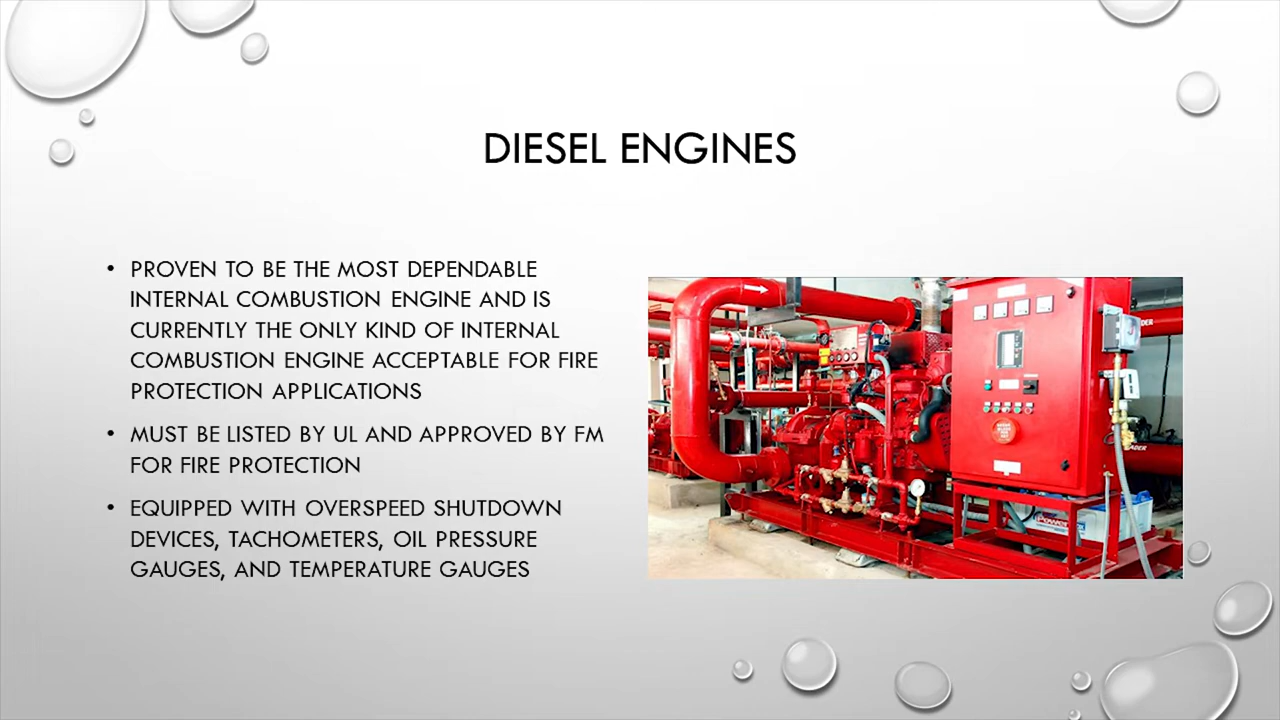 DIESEL ENGINES
• PROVEN TO BE THE MOST DEPENDABLE
INTERNAL COMBUSTION ENGINE AND IS
CURRENTLY THE ONLY KIND OF INTERNAL
COMBUSTION ENGINE ACCEPTABLE FOR FIRE
PROTECTION APPLICATIONS
• MUST BE LISTED BY UL AND APPROVED BY FM
FOR FIRE PROTECTION
• EQUIPPED WITH OVERSPEED SHUTDOWN
DEVICES, TACHOMETERS, OIL PRESSURE
GAUGES, AND TEMPERATURE GAUGES